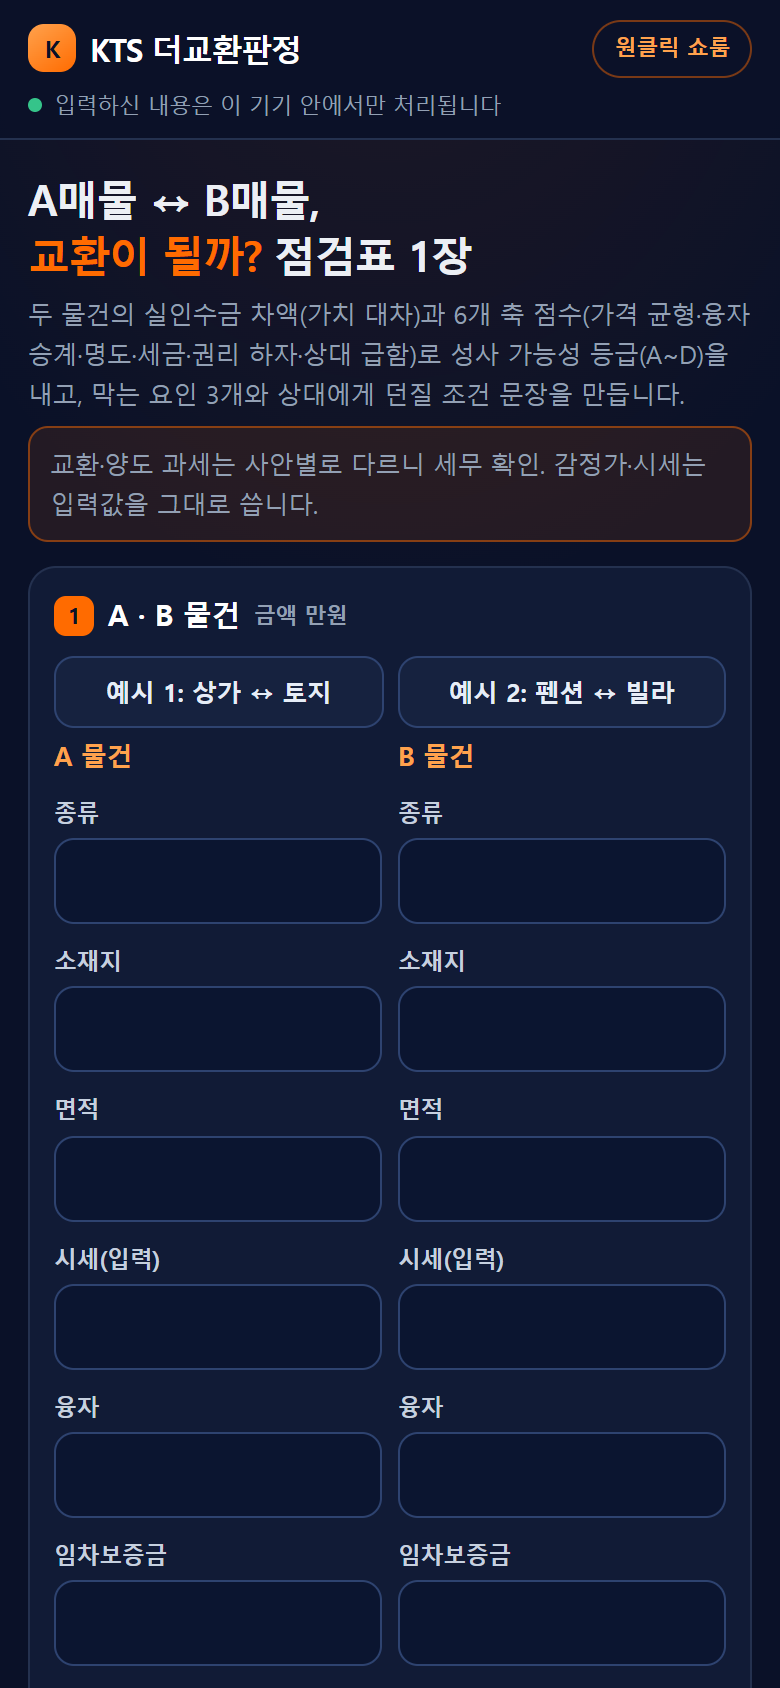 K
KTS 더교환판정
원클릭 쇼룸
입력하신 내용은 이 기기 안에서만 처리됩니다
A매물 ↔ B매물,
교환이 될까? 점검표 1장
두 물건의 실인수금 차액(가치 대차)과 6개 축 점수(가격 균형·융자
승계·명도·세금·권리 하자·상대 급함)로 성사 가능성 등급(A~D)을
내고, 막는 요인 3개와 상대에게 던질 조건 문장을 만듭니다.
교환·양도 과세는 사안별로 다르니 세무 확인. 감정가·시세는
입력값을 그대로 씁니다.
1 A · B 물건 금액 만원
예시 1: 상가 ↔ 토지
예시 2: 펜션 ↔ 빌라
A 물건
B 물건
종류
종류
소재지
소재지
면적
면적
시세(입력)
시세(입력)
융자
융자
임차보증금
임차보증금